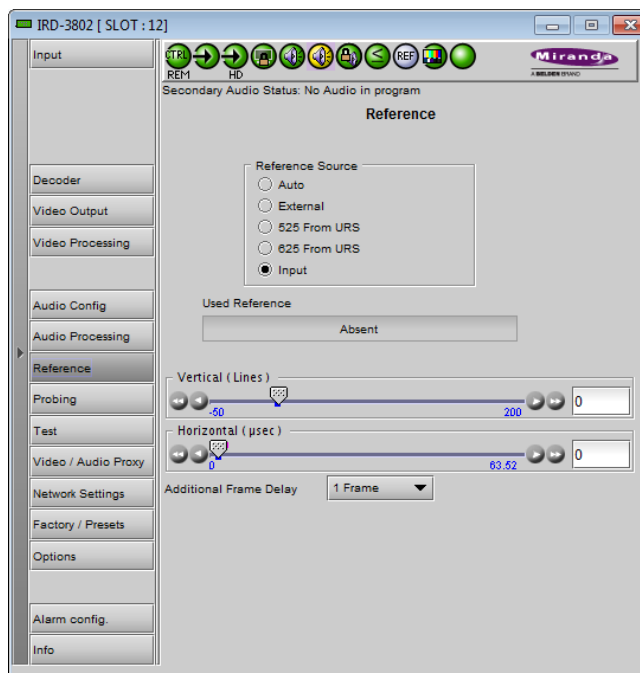 IRD-3802 [ SLOT : 12]
Input
CTRL
REM
HD
REF
Miranda
A BELDEN BRAND
Secondary Audio Status: No Audio in program
Reference
Reference Source
Auto
External
525 From URS
625 From URS
Input
Used Reference
Absent
Decoder
Video Output
Video Processing
Audio Config
Audio Processing
Reference
Probing
Test
Video / Audio Proxy
Network Settings
Factory / Presets
Options
Alarm config.
Info
Vertical ( Lines )
-50
200
0
Horizontal ( µsec )
0
63.52
0
Additional Frame Delay
1 Frame